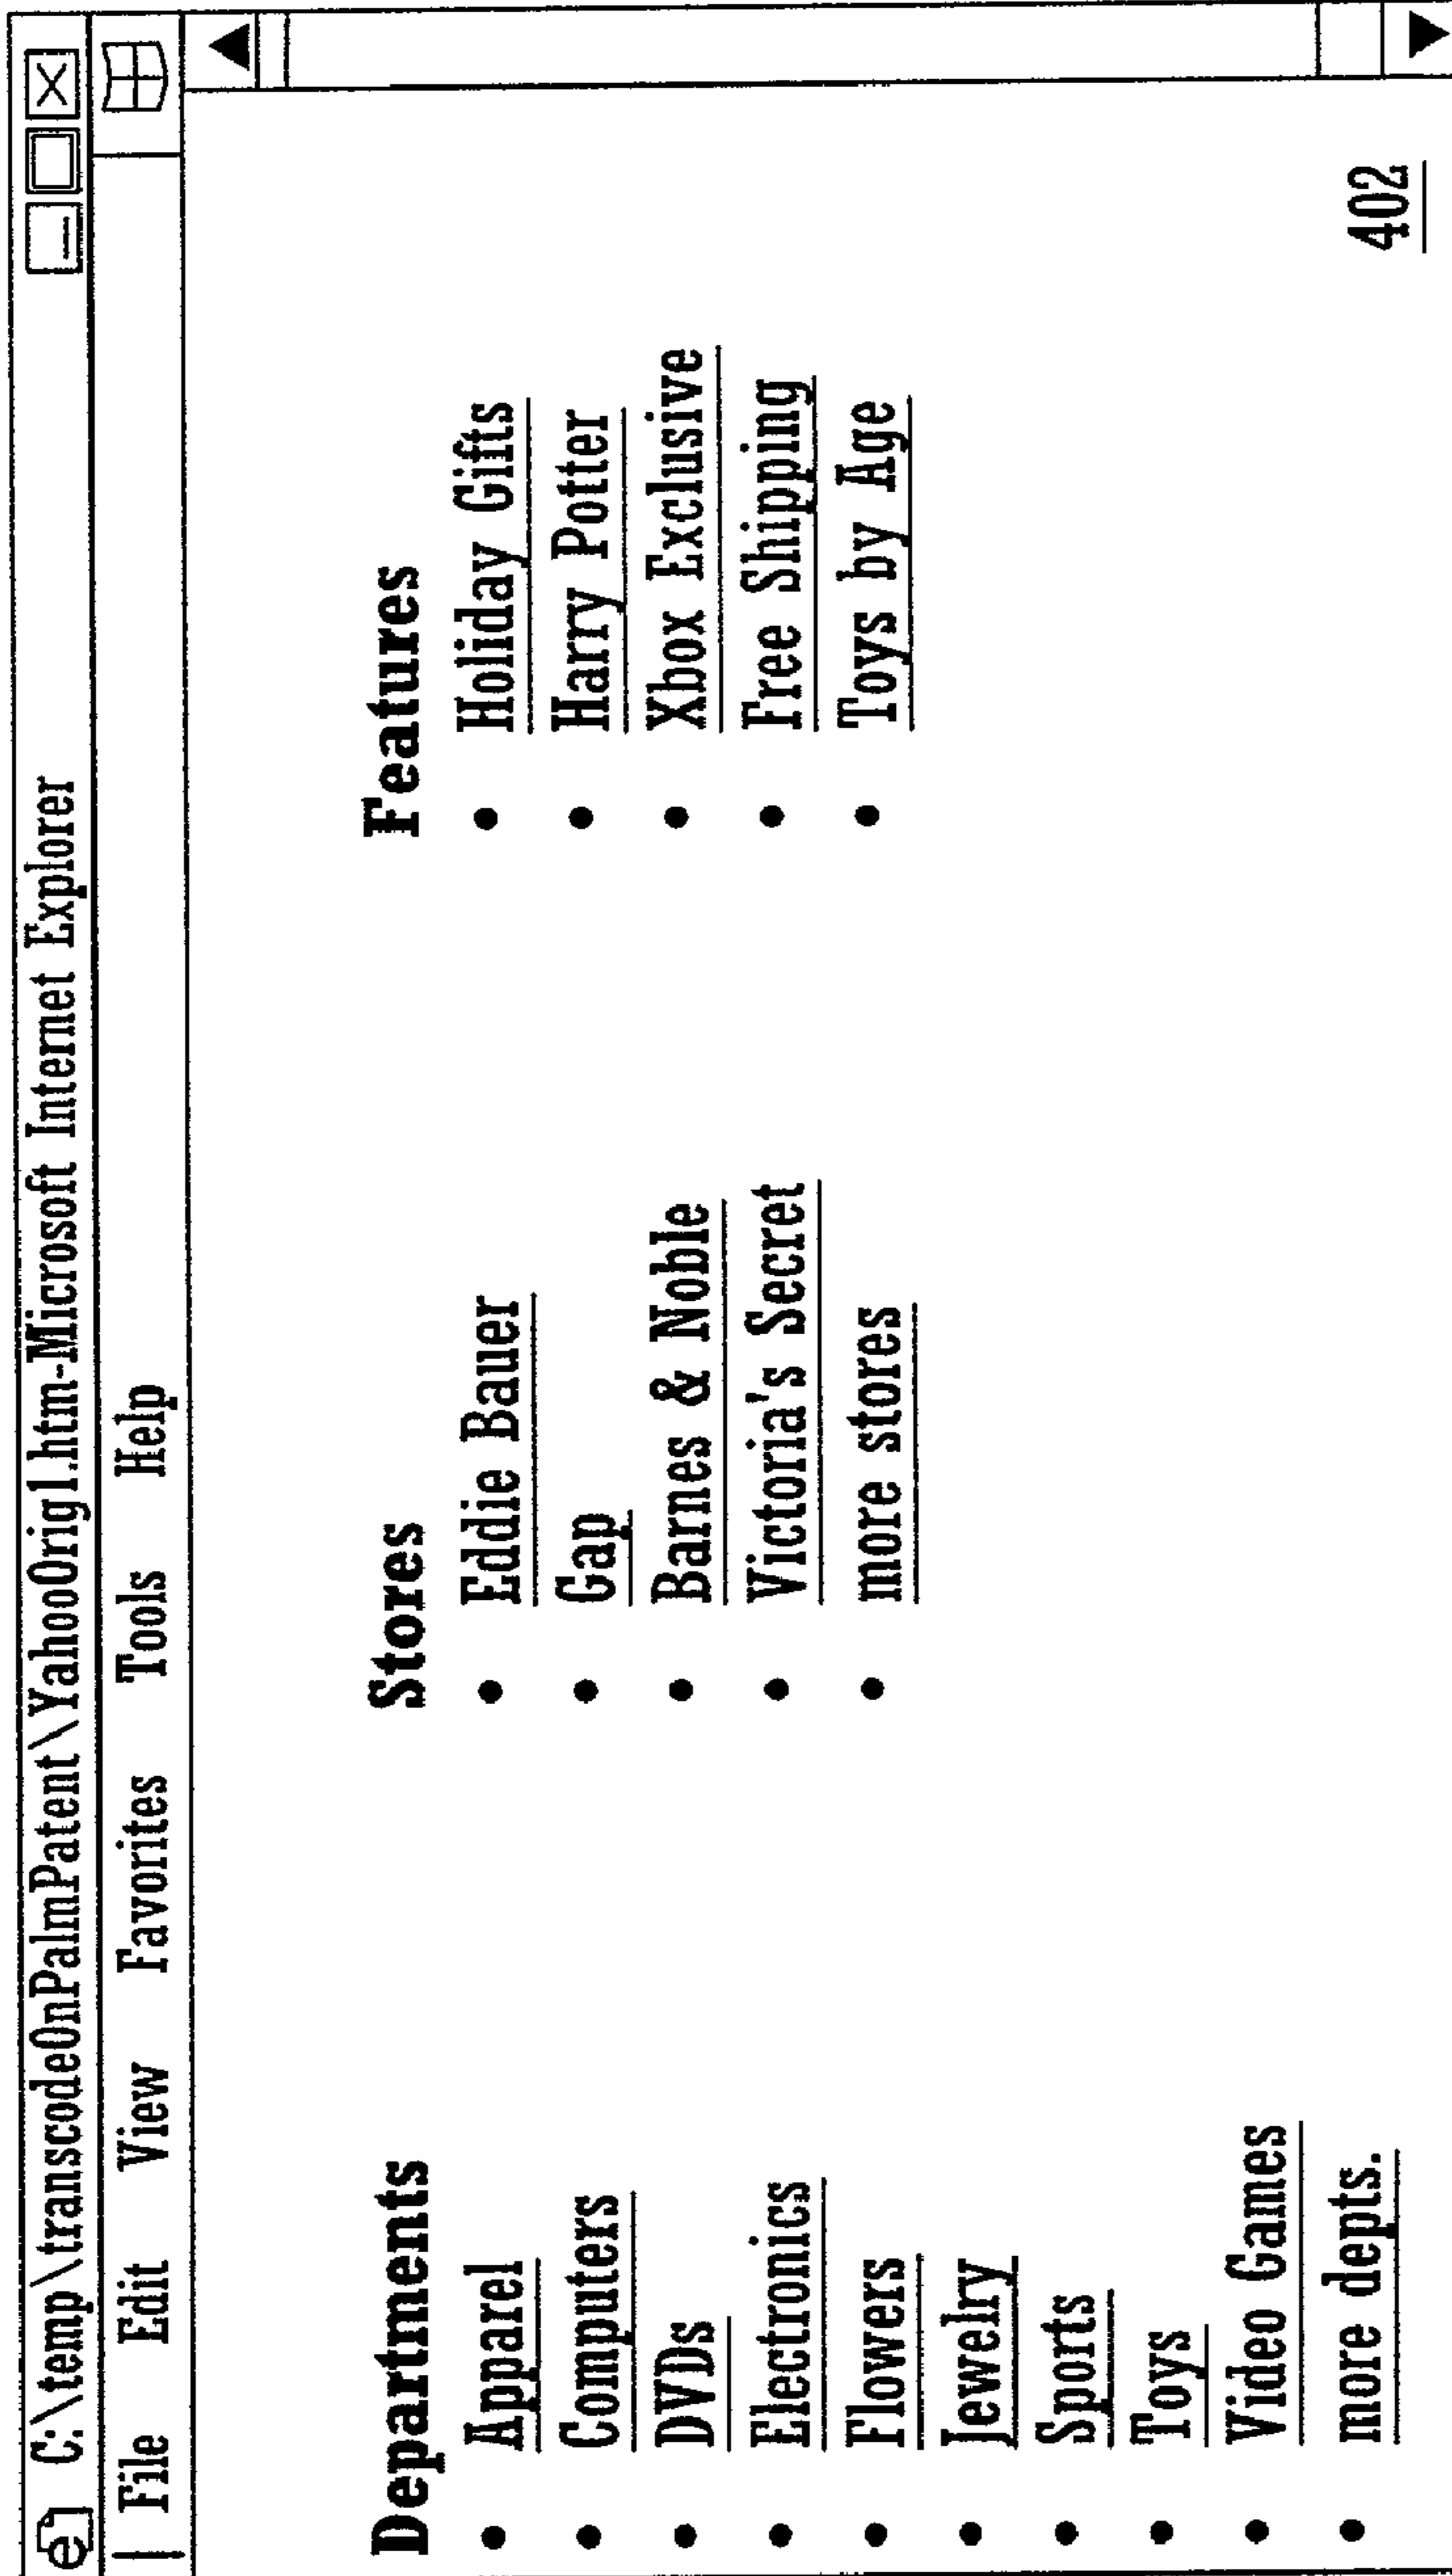 C:\temp\transcodeOnPalmPatent\YahooOrig1.htm-Microsoft Internet Explorer
File Edit View Favorites Tools Help
Departments
• Apparel
• Computers
• DVDs
• Electronics
• Flowers
• Jewelry
• Sports
• Toys
• Video Games
• more depts.
Stores
• Eddie Bauer
• Gap
• Barnes & Noble
• Victoria's Secret
• more stores
Features
• Holiday Gifts
• Harry Potter
• Xbox Exclusive
• Free Shipping
• Toys by Age
402